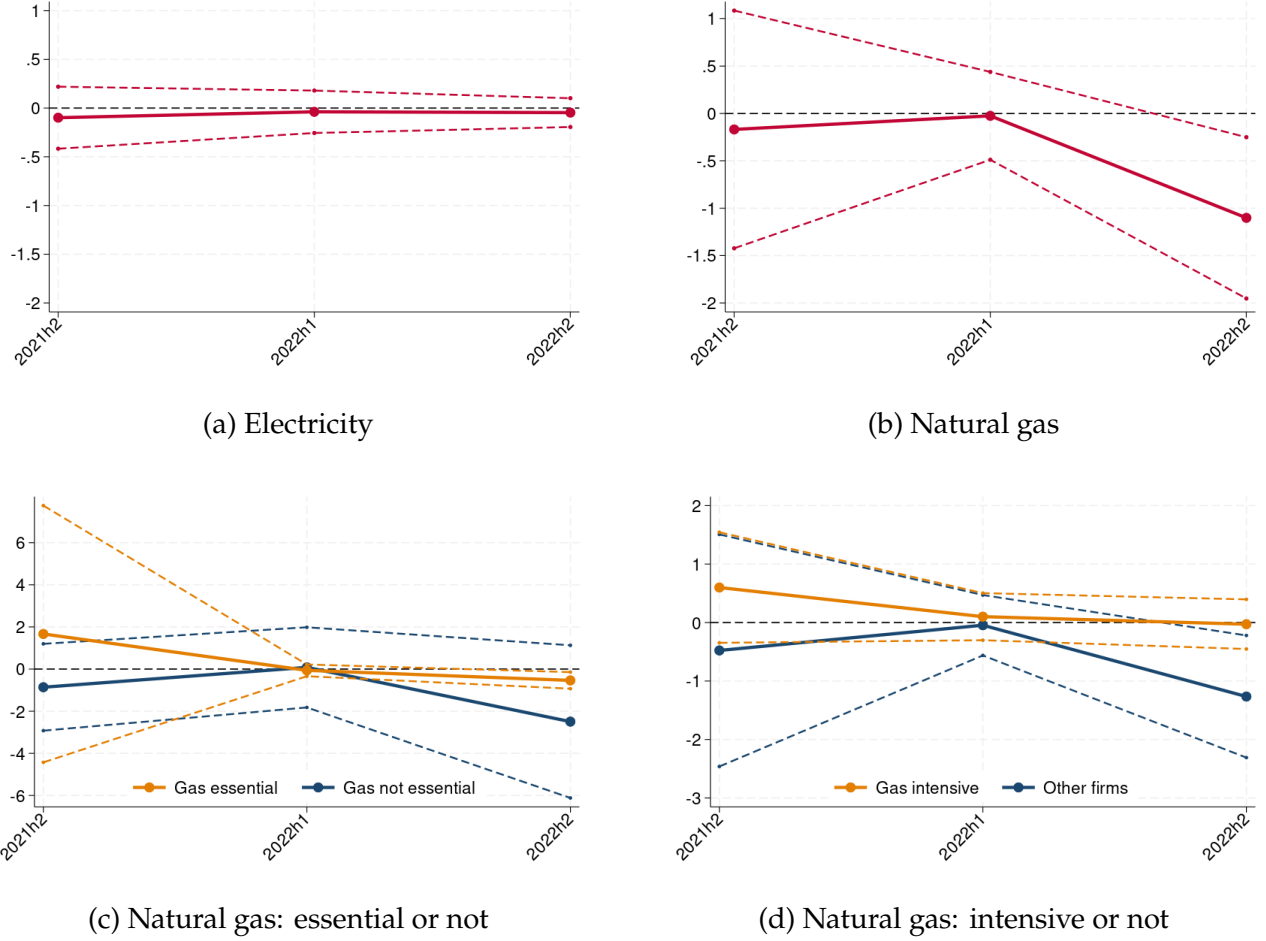 1
.5
0
-.5
-1
-1.5
-2
2021h2
2022h1
2022h2
(a) Electricity
1
.5
0
-.5
-1
-1.5
-2
2021h2
2022h1
2022h2
(b) Natural gas
6
4
2
0
-2
-4
-6
Gas essential
Gas not essential
2021h2
2022h1
2022h2
(c) Natural gas: essential or not
2
1
0
-1
-2
-3
Gas intensive
Other firms
2021h2
2022h1
2022h2
(d) Natural gas: intensive or not